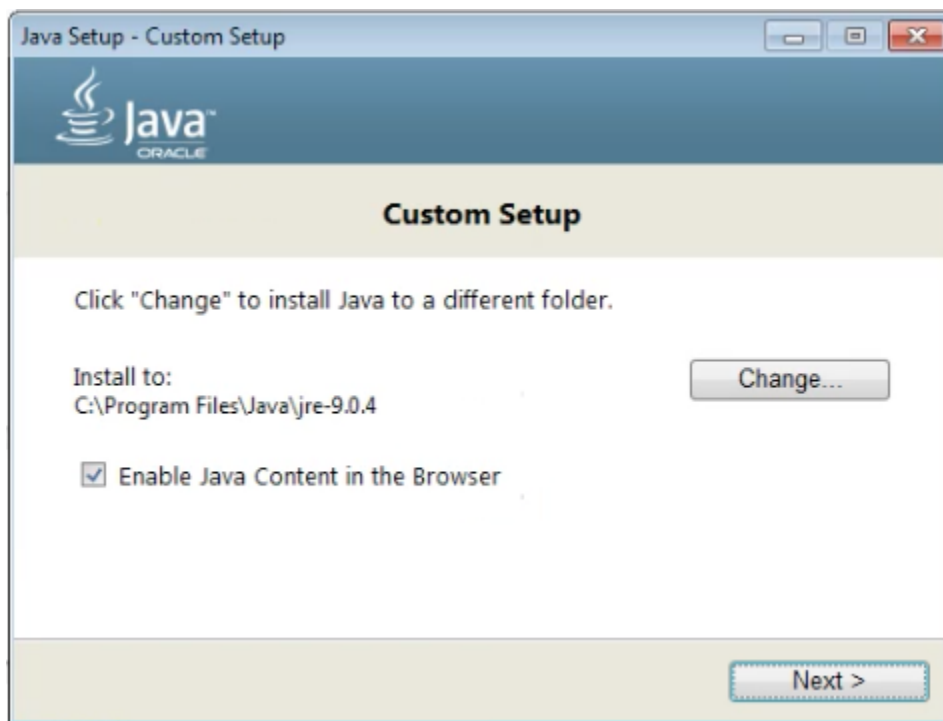 Java Setup - Custom Setup
Java™
ORACLE
Custom Setup
Click "Change" to install Java to a different folder.
Install to:
Change...
C:\Program Files\Java\jre-9.0.4
Enable Java Content in the Browser
Next >